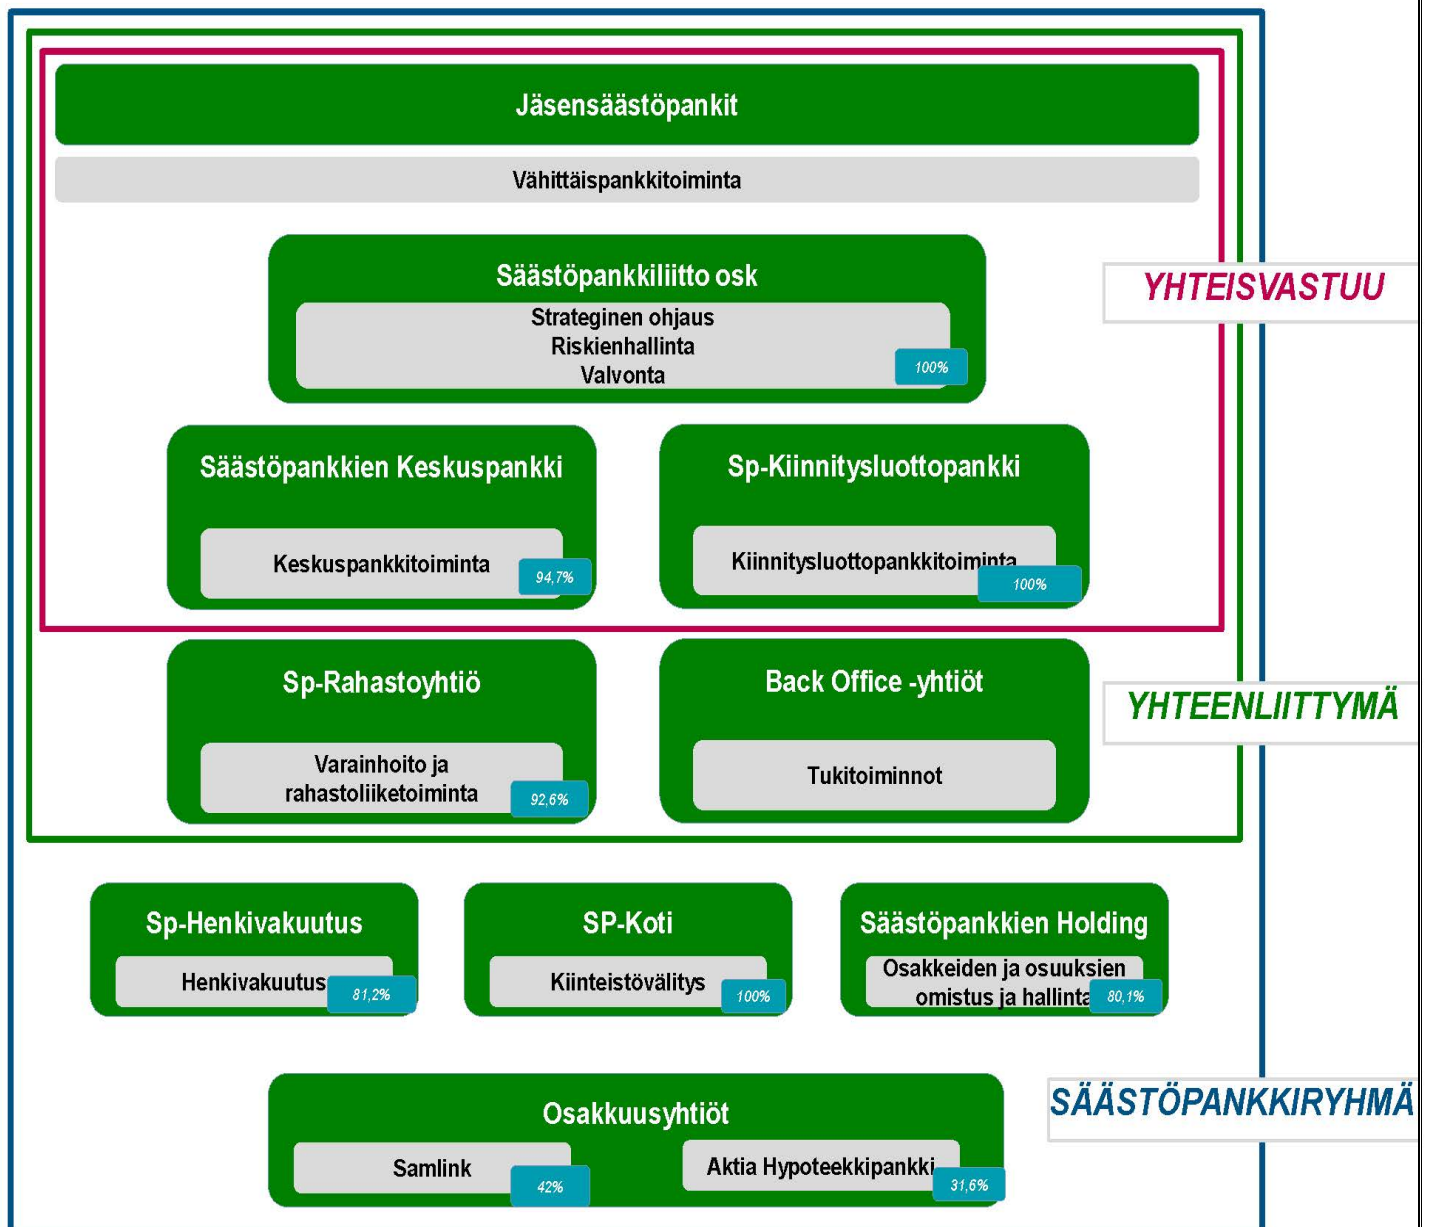 Jäsensäästöpankit
Vähittäispankkitoiminta
Säästöpankkiliitto osk
Strateginen ohjaus
Riskienhallinta
Valvonta
100%
YHTEISVASTUU
Säästöpankkien Keskuspankki
Keskuspankkitoiminta
94,7%
Sp-Kiinnitysluottopankki
Kiinnitysluottopankkitoiminta
100%
Sp-Rahastoyhtiö
Varainhoito ja
rahastoliiketoiminta
92,6%
Back Office -yhtiöt
Tukitoiminnot
YHTEENLIITTYMÄ
Sp-Henkivakuutus
Henkivakuutus
81,2%
SP-Koti
Kiinteistövälitys
100%
Säästöpankkien Holding
Osakkeiden ja osuuksien
omistus ja hallinta
80,1%
SÄÄSTÖPANKKIRYHMÄ
Osakkuusyhtiöt
Samlink
42%
Aktia Hypoteekkipankki
31,6%